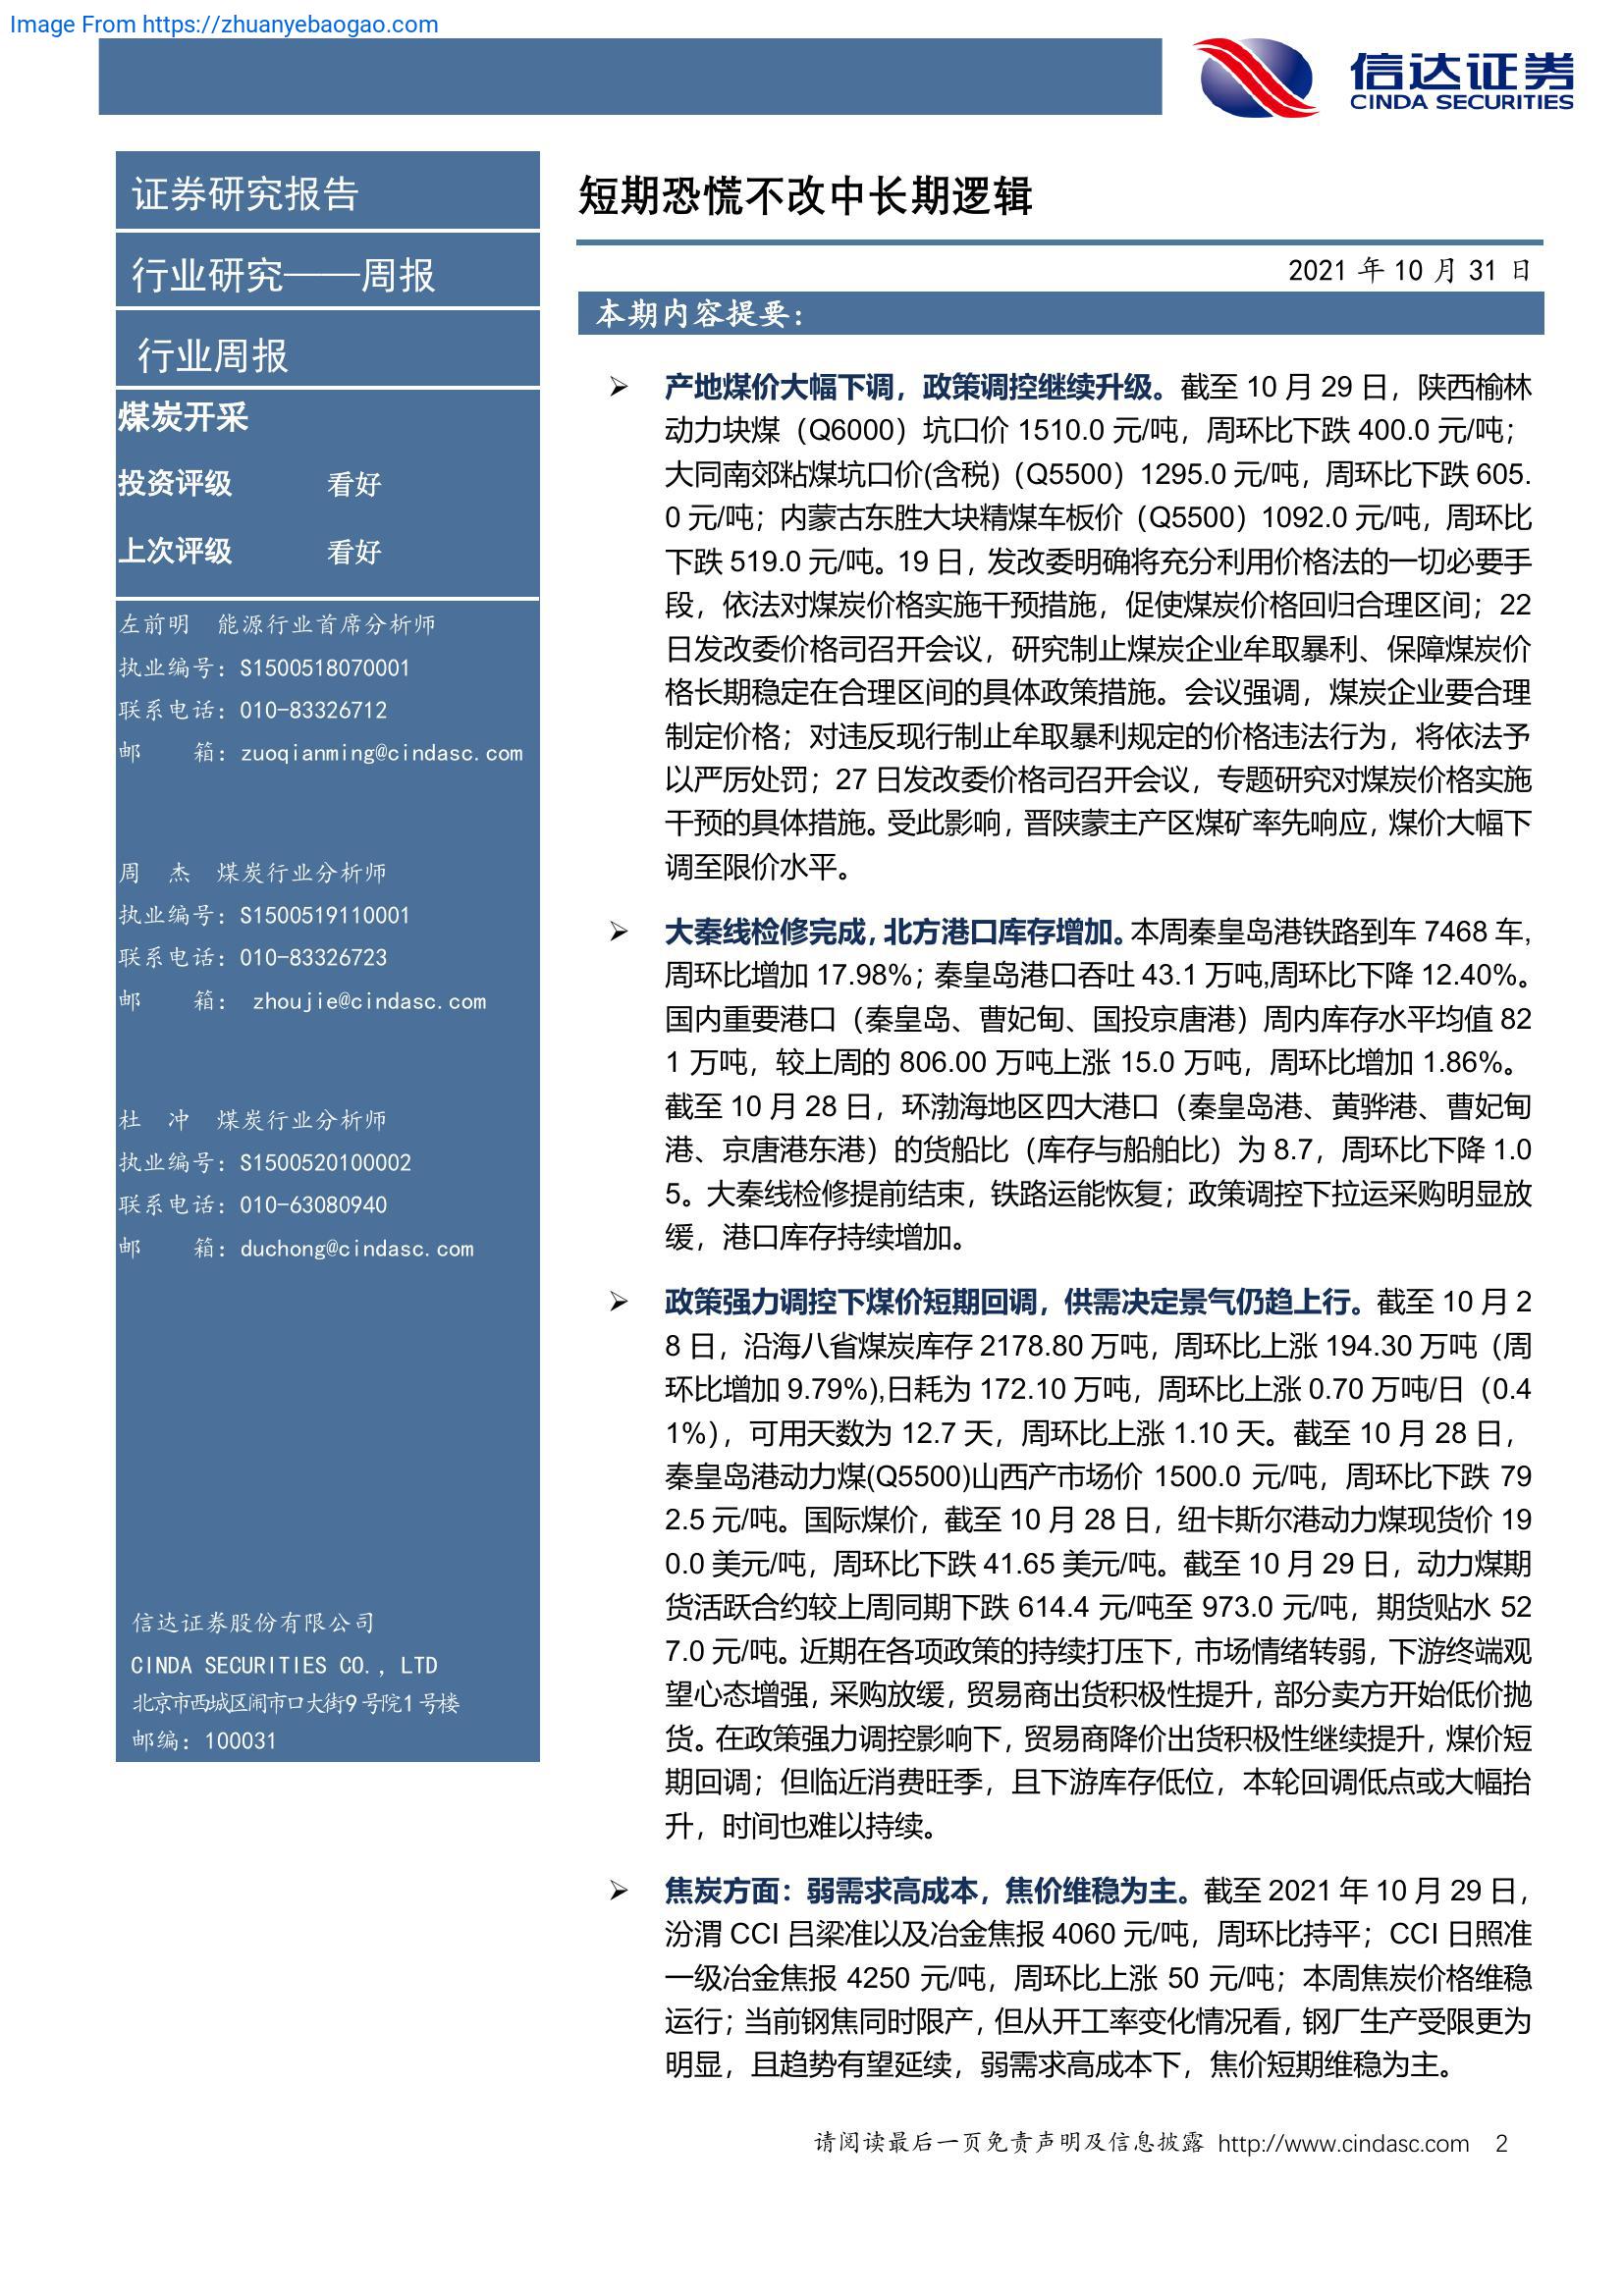 Image From https://zhuanyebaogao.com
信达证券
CINDA SECURITIES
证券研究报告
行业研究——周报
行业周报
煤炭开采
投资评级 看好
上次评级 看好
左前明 能源行业首席分析师
执业编号：S1500518070001
联系电话：010-83326712
邮 箱：zuoqianming@cindasc.com
周 杰 煤炭行业分析师
执业编号：S1500519110001
联系电话：010-83326723
邮 箱： zhoujie@cindasc.com
杜 冲 煤炭行业分析师
执业编号：S1500520100002
联系电话：010-63080940
邮 箱：duchong@cindasc.com
信达证券股份有限公司
CINDA SECURITIES CO.，LTD
北京市西城区闹市口大街9号院1号楼
邮编：100031
短期恐慌不改中长期逻辑
2021 年 10 月 31 日
本期内容提要：
➢ 产地煤价大幅下调，政策调控继续升级。截至 10 月 29 日，陕西榆林
动力块煤（Q6000）坑口价 1510.0 元/吨，周环比下跌 400.0 元/吨；
大同南郊粘煤坑口价(含税)（Q5500）1295.0 元/吨，周环比下跌 605.
0 元/吨；内蒙古东胜大块精煤车板价（Q5500）1092.0 元/吨，周环比
下跌 519.0 元/吨。19 日，发改委明确将充分利用价格法的一切必要手
段，依法对煤炭价格实施干预措施，促使煤炭价格回归合理区间；22
日发改委价格司召开会议，研究制止煤炭企业牟取暴利、保障煤炭价
格长期稳定在合理区间的具体政策措施。会议强调，煤炭企业要合理
制定价格；对违反现行制止牟取暴利规定的价格违法行为，将依法予
以严厉处罚；27 日发改委价格司召开会议，专题研究对煤炭价格实施
干预的具体措施。受此影响，晋陕蒙主产区煤矿率先响应，煤价大幅下
调至限价水平。
➢ 大秦线检修完成，北方港口库存增加。本周秦皇岛港铁路到车 7468 车，
周环比增加 17.98%；秦皇岛港口吞吐 43.1 万吨,周环比下降 12.40%。
国内重要港口（秦皇岛、曹妃甸、国投京唐港）周内库存水平均值 82
1 万吨，较上周的 806.00 万吨上涨 15.0 万吨，周环比增加 1.86%。
截至 10 月 28 日，环渤海地区四大港口（秦皇岛港、黄骅港、曹妃甸
港、京唐港东港）的货船比（库存与船舶比）为 8.7，周环比下降 1.0
5。大秦线检修提前结束，铁路运能恢复；政策调控下拉运采购明显放
缓，港口库存持续增加。
➢ 政策强力调控下煤价短期回调，供需决定景气仍趋上行。截至 10 月 2
8 日，沿海八省煤炭库存 2178.80 万吨，周环比上涨 194.30 万吨（周
环比增加 9.79%),日耗为 172.10 万吨，周环比上涨 0.70 万吨/日（0.4
1%），可用天数为 12.7 天，周环比上涨 1.10 天。截至 10 月 28 日，
秦皇岛港动力煤(Q5500)山西产市场价 1500.0 元/吨，周环比下跌 79
2.5 元/吨。国际煤价，截至 10 月 28 日，纽卡斯尔港动力煤现货价 19
0.0 美元/吨，周环比下跌 41.65 美元/吨。截至 10 月 29 日，动力煤期
货活跃合约较上周同期下跌 614.4 元/吨至 973.0 元/吨，期货贴水 52
7.0 元/吨。近期在各项政策的持续打压下，市场情绪转弱，下游终端观
望心态增强，采购放缓，贸易商出货积极性提升，部分卖方开始低价抛
货。在政策强力调控影响下，贸易商降价出货积极性继续提升，煤价短
期回调；但临近消费旺季，且下游库存低位，本轮回调低点或大幅抬
升，时间也难以持续。
➢ 焦炭方面：弱需求高成本，焦价维稳为主。截至 2021 年 10 月 29 日，
汾渭 CCI 吕梁准以及冶金焦报 4060 元/吨，周环比持平；CCI 日照准
一级冶金焦报 4250 元/吨，周环比上涨 50 元/吨；本周焦炭价格维稳
运行；当前钢焦同时限产，但从开工率变化情况看，钢厂生产受限更为
明显，且趋势有望延续，弱需求高成本下，焦价短期维稳为主。
请阅读最后一页免责声明及信息披露 http://www.cindasc.com 2